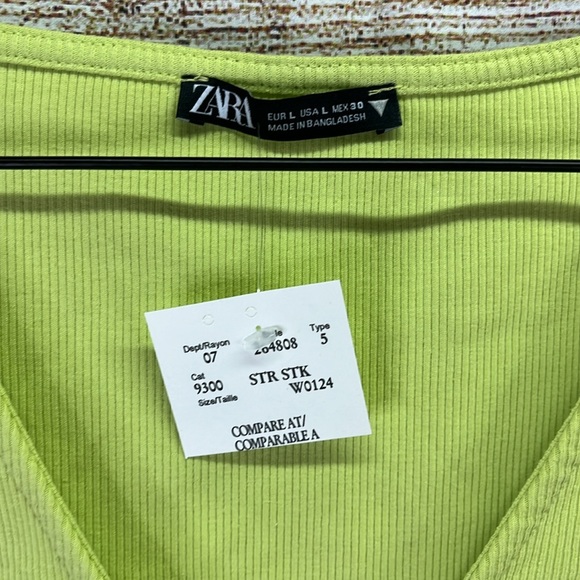 ZARA
EUR L USA L MEX 30
MADE IN BANGLADESH
Dept/Rayon
07
Type
5
Cat
9300
STR STK
W0124
Size/Taille
COMPARE AT/
COMPARABLE A